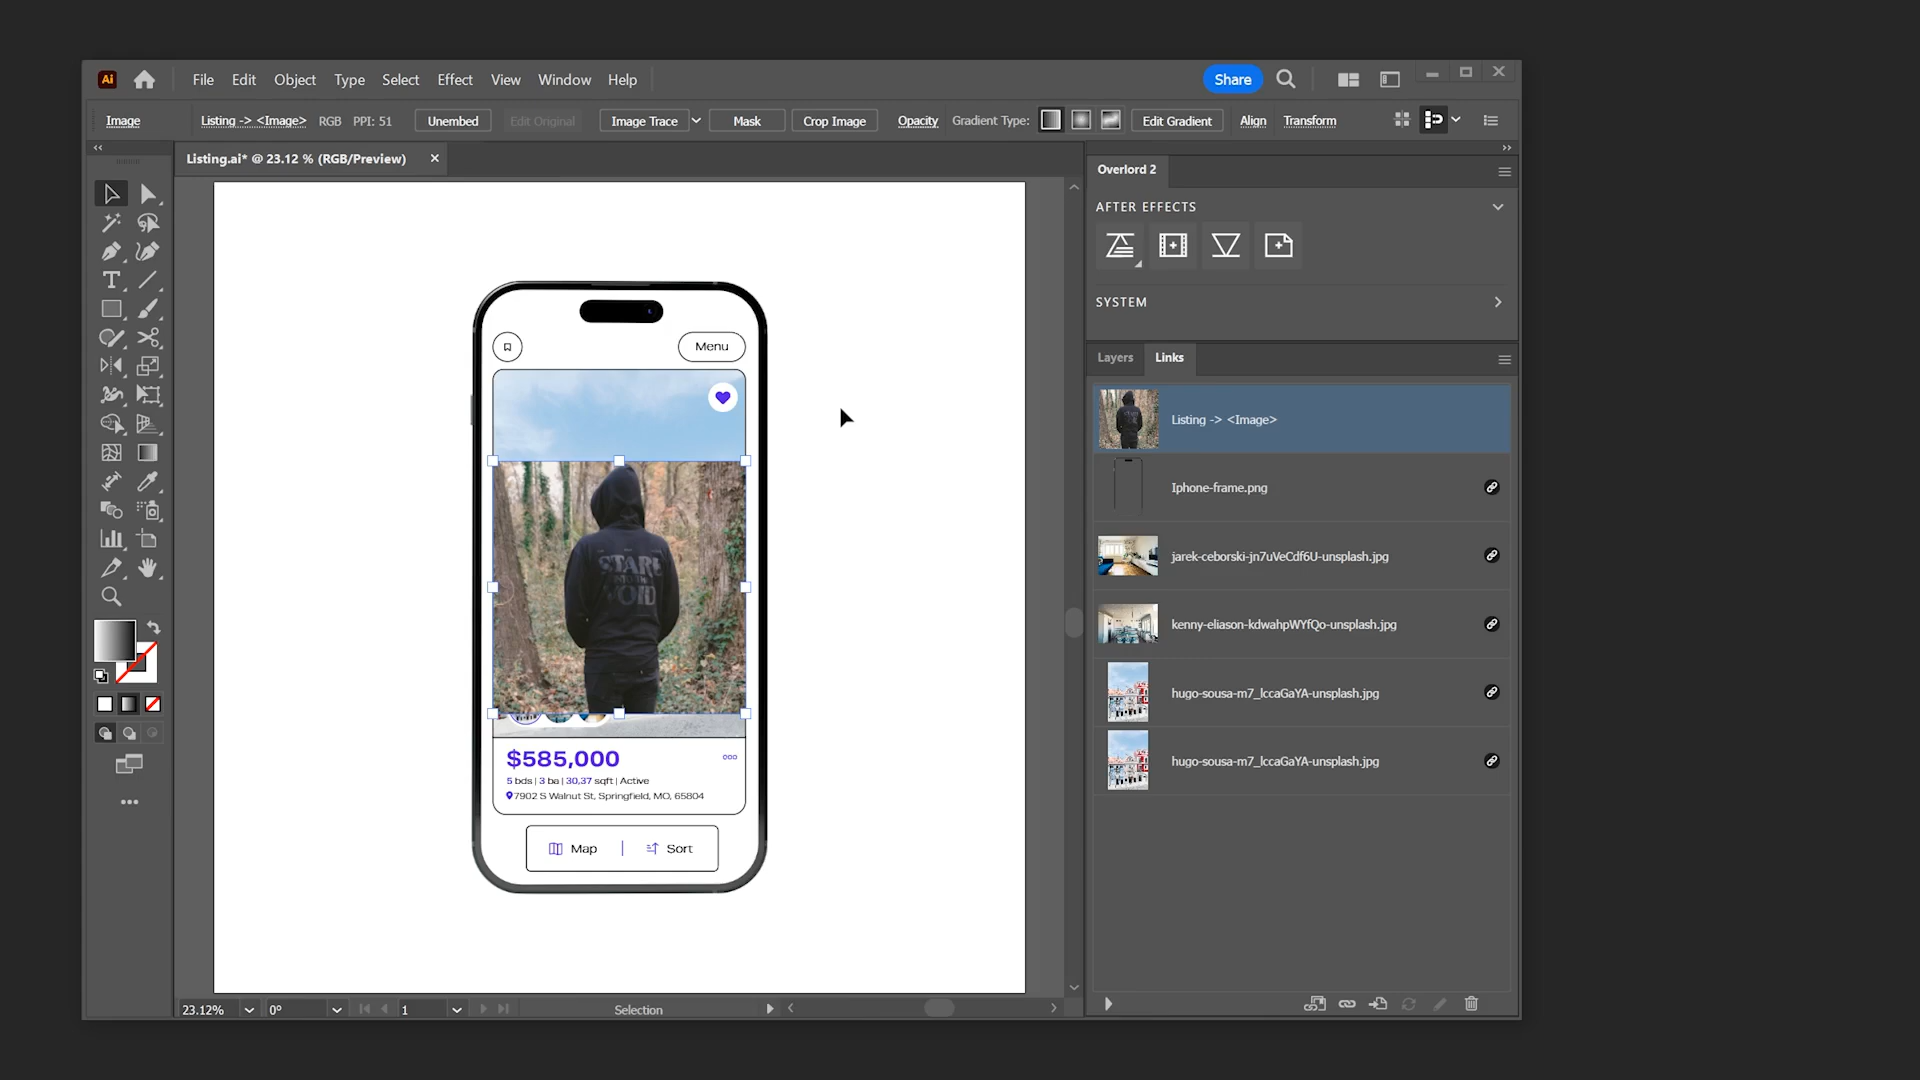 Ai File Edit Object Type Select Effect View Window Help Share
Image Listing -> <Image> RGB PPI: 51 Unembed Edit Original Image Trace Mask Crop Image Opacity Gradient Type: Edit Gradient Align Transform
Listing.ai* @ 23.12 % (RGB/Preview)
Overlord 2
AFTER EFFECTS
SYSTEM
Layers Links
Listing -> <Image>
Iphone-frame.png
jarek-ceborski-jn7uVeCdf6U-unsplash.jpg
kenny-eliason-kdwahpWYfQo-unsplash.jpg
hugo-sousa-m7_lccaGaYA-unsplash.jpg
hugo-sousa-m7_lccaGaYA-unsplash.jpg
Menu
STARE
INTO THE
VOID
$585,000
5 bds | 3 ba | 30,37 sqft | Active
7902 S Walnut St, Springfield, MO, 65804
Map | Sort
23.12% 0° 1 Selection